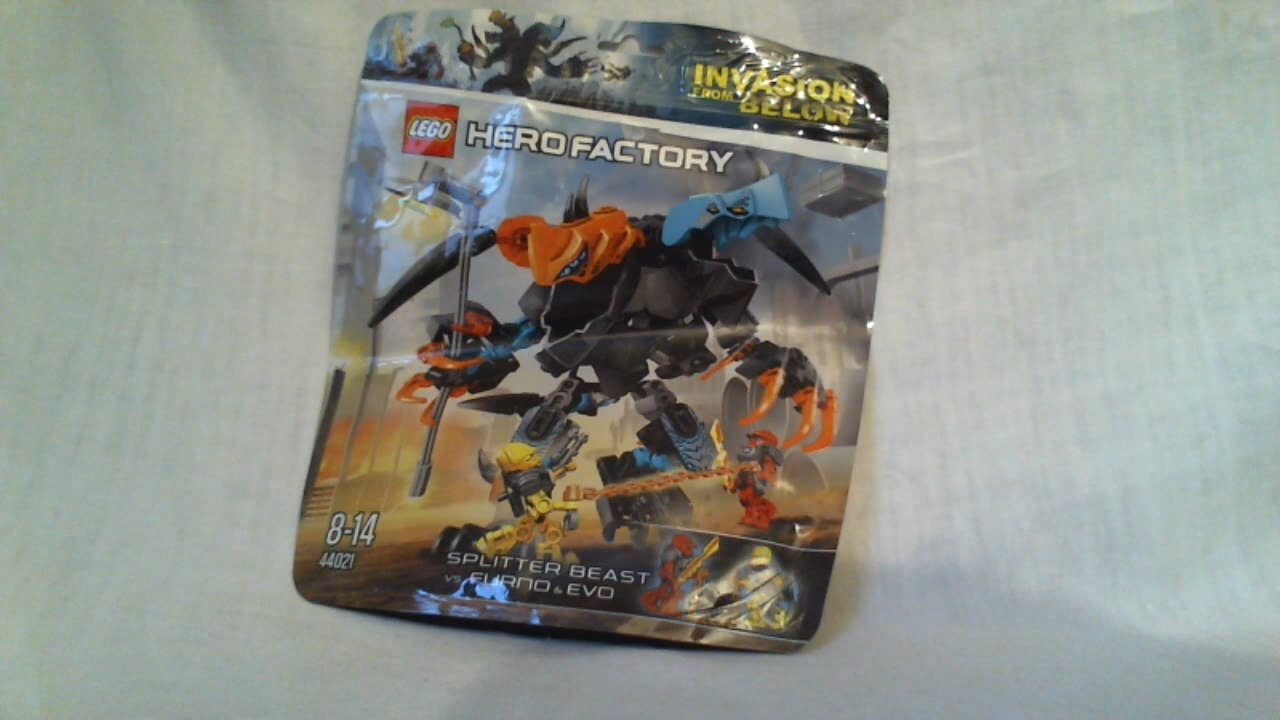 INVASION
FROM BELOW
LEGO HERO FACTORY
8-14
44021
SPLITTER BEAST
VS FURNO & EVO